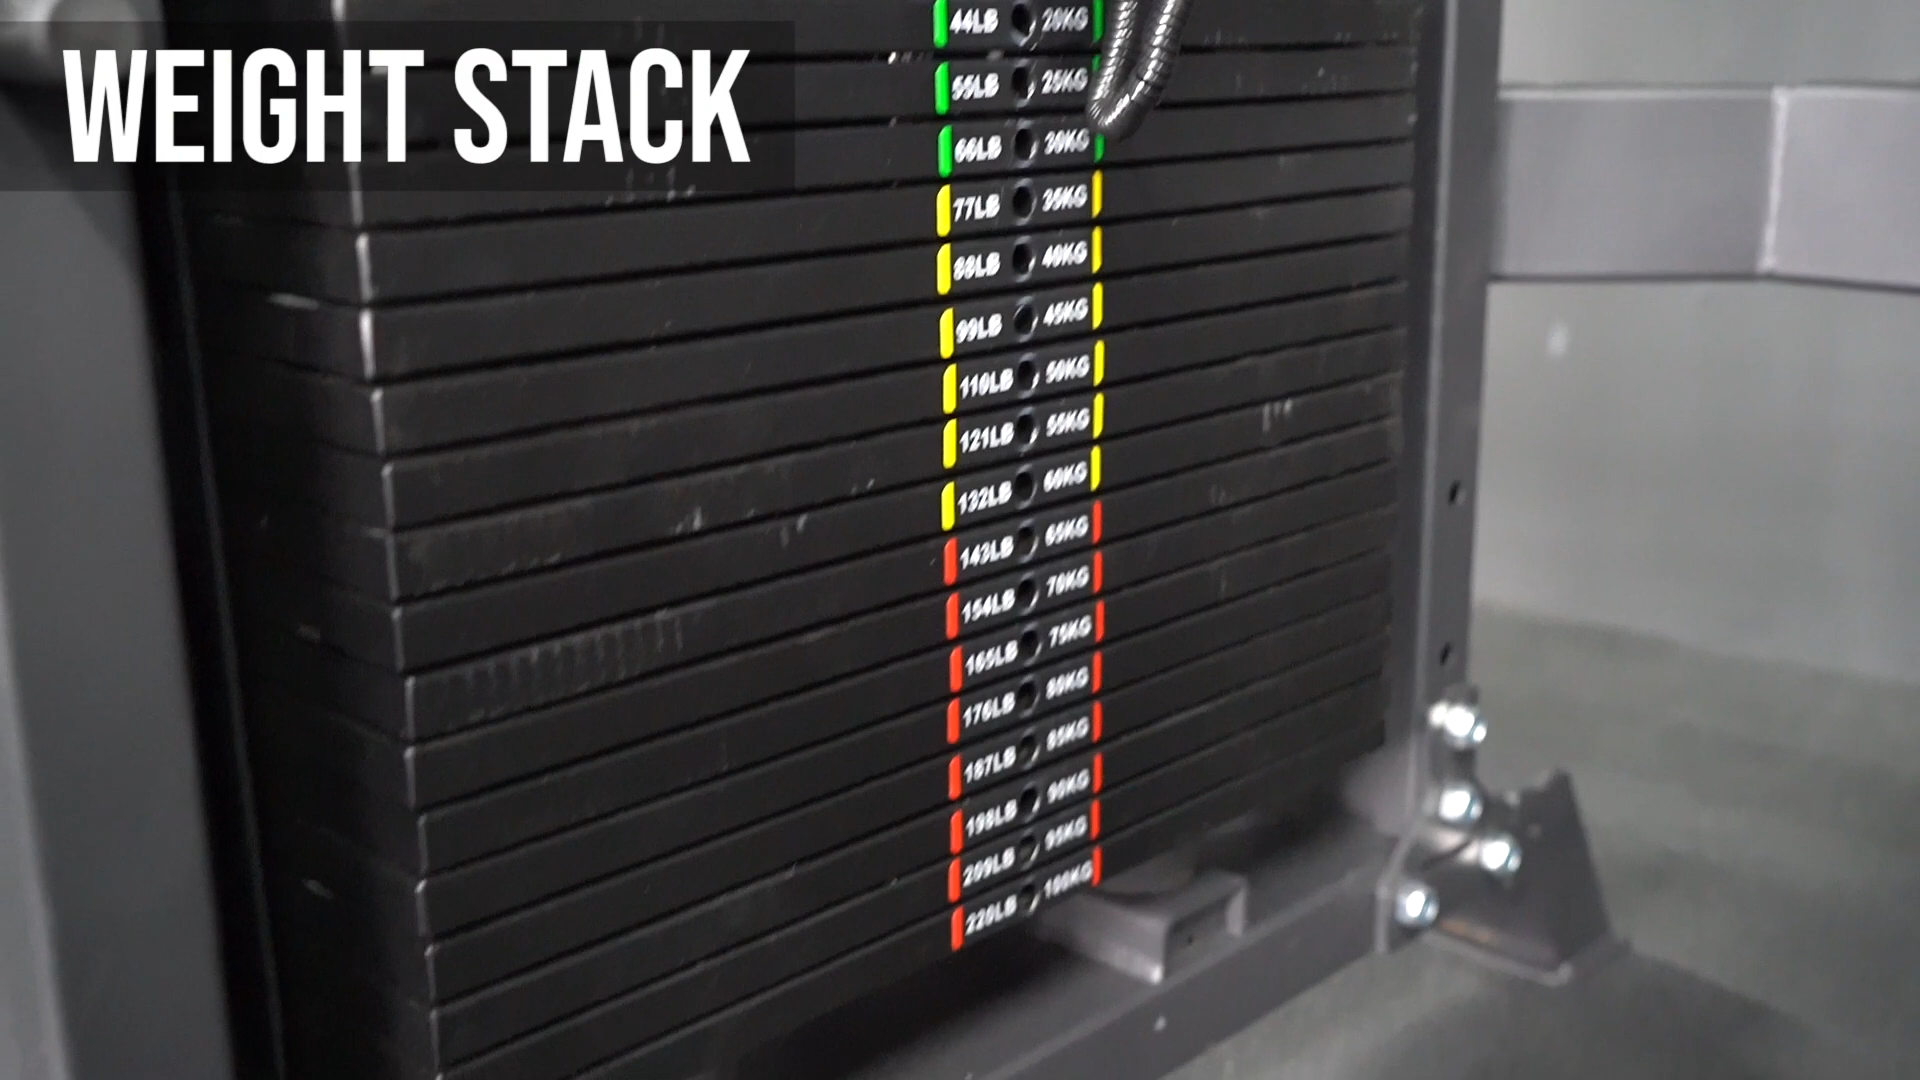 WEIGHT STACK
44LB 20KG
55LB 25KG
66LB 30KG
77LB 35KG
88LB 40KG
99LB 45KG
110LB 50KG
121LB 55KG
132LB 60KG
143LB 65KG
154LB 70KG
165LB 75KG
176LB 80KG
187LB 85KG
198LB 90KG
209LB 95KG
220LB 100KG